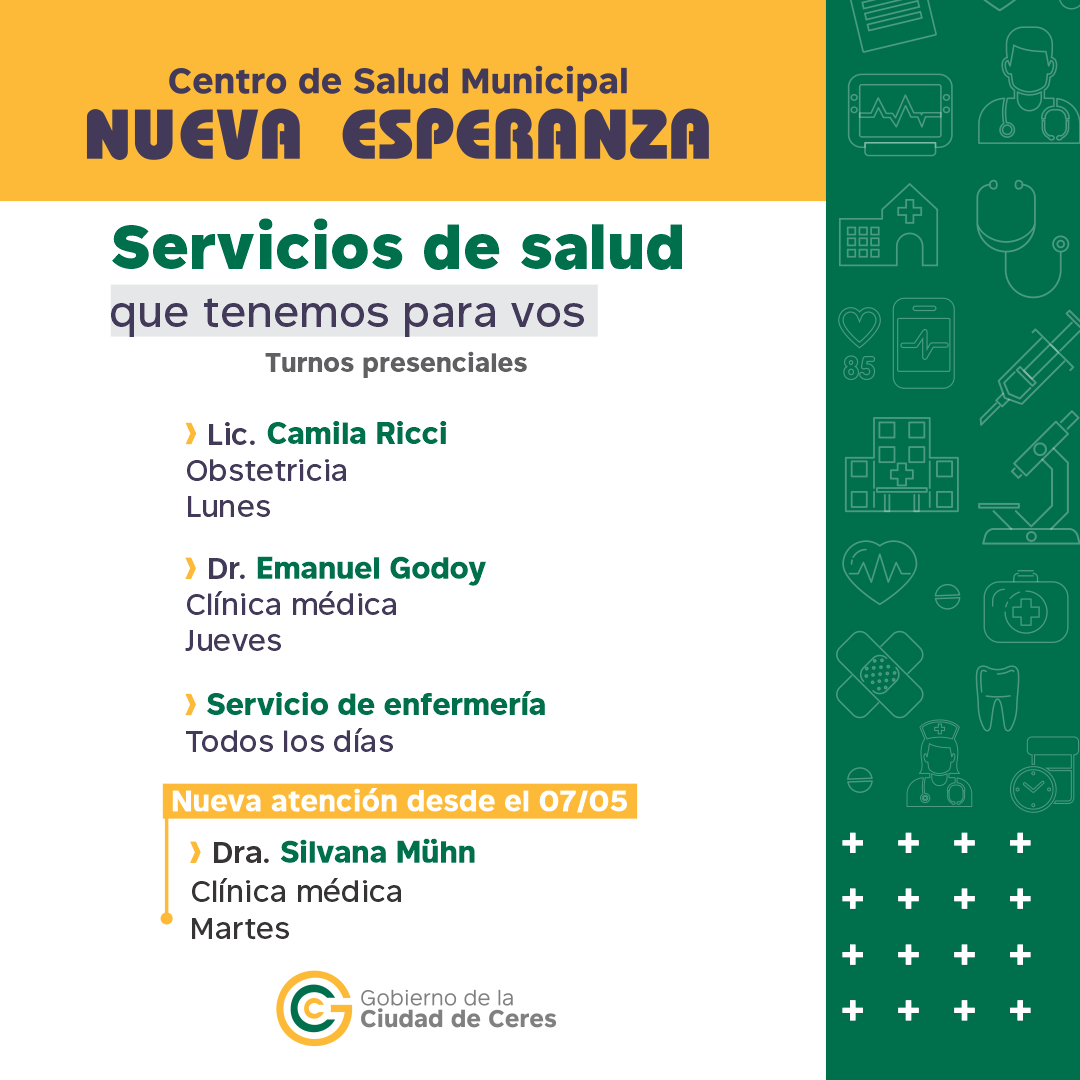 Centro de Salud Municipal
NUEVA ESPERANZA
Servicios de salud
que tenemos para vos
Turnos presenciales
Lic. Camila Ricci
Obstetricia
Lunes
Dr. Emanuel Godoy
Clínica médica
Jueves
Servicio de enfermería
Todos los días
Nueva atención desde el 07/05
Dra. Silvana Mühn
Clínica médica
Martes
Gobierno de la
Ciudad de Ceres
85